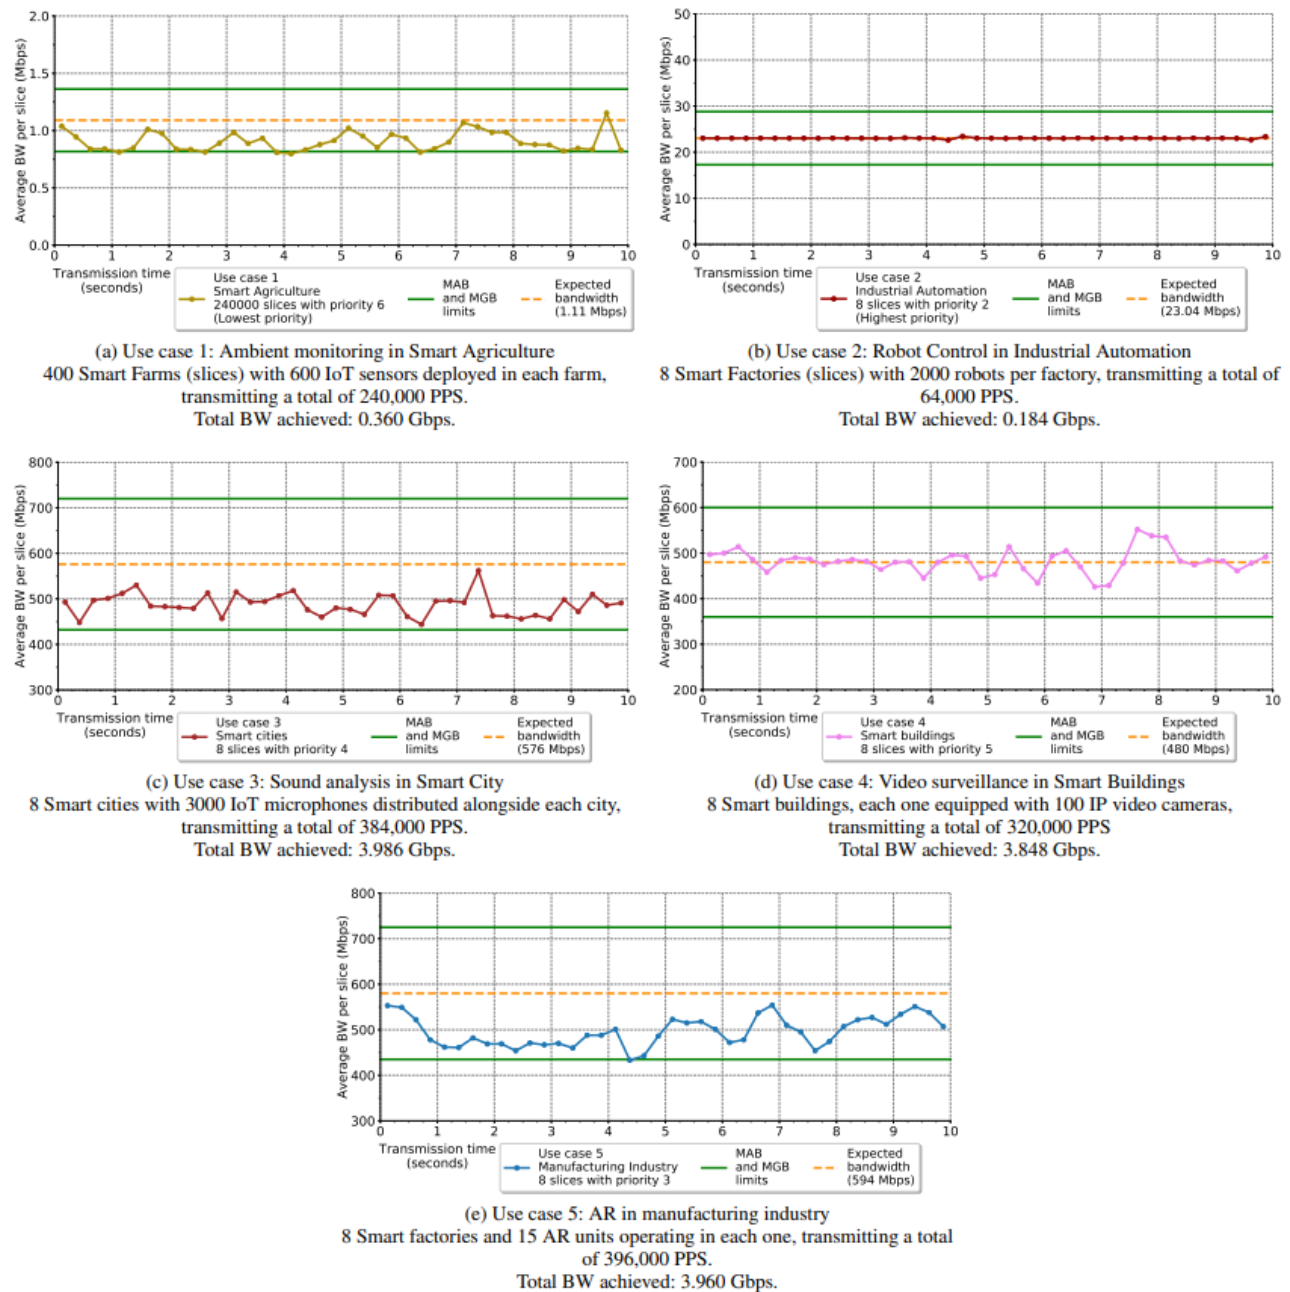 2.0
1.5
1.0
0.5
0.0
Average BW per slice (Mbps)
0 1 2 3 4 5 6 7 8 9 10
Transmission time
(seconds)
Use case 1
Smart Agriculture
240000 slices with priority 6
(Lowest priority)
MAB
and MGB
limits
Expected
bandwidth
(1.11 Mbps)
(a) Use case 1: Ambient monitoring in Smart Agriculture
400 Smart Farms (slices) with 600 IoT sensors deployed in each farm,
transmitting a total of 240,000 PPS.
Total BW achieved: 0.360 Gbps.
50
40
30
20
10
0
Average BW per slice (Mbps)
0 1 2 3 4 5 6 7 8 9 10
Transmission time
(seconds)
Use case 2
Industrial Automation
8 slices with priority 2
(Highest priority)
MAB
and MGB
limits
Expected
bandwidth
(23.04 Mbps)
(b) Use case 2: Robot Control in Industrial Automation
8 Smart Factories (slices) with 2000 robots per factory, transmitting a total of
64,000 PPS.
Total BW achieved: 0.184 Gbps.
800
700
600
500
400
300
Average BW per slice (Mbps)
0 1 2 3 4 5 6 7 8 9 10
Transmission time
(seconds)
Use case 3
Smart cities
8 slices with priority 4
MAB
and MGB
limits
Expected
bandwidth
(576 Mbps)
(c) Use case 3: Sound analysis in Smart City
8 Smart cities with 3000 IoT microphones distributed alongside each city,
transmitting a total of 384,000 PPS.
Total BW achieved: 3.986 Gbps.
700
600
500
400
300
200
Average BW per slice (Mbps)
0 1 2 3 4 5 6 7 8 9 10
Transmission time
(seconds)
Use case 4
Smart buildings
8 slices with priority 5
MAB
and MGB
limits
Expected
bandwidth
(480 Mbps)
(d) Use case 4: Video surveillance in Smart Buildings
8 Smart buildings, each one equipped with 100 IP video cameras,
transmitting a total of 320,000 PPS
Total BW achieved: 3.848 Gbps.
800
700
600
500
400
300
Average BW per slice (Mbps)
0 1 2 3 4 5 6 7 8 9 10
Transmission time
(seconds)
Use case 5
Manufacturing Industry
8 slices with priority 3
MAB
and MGB
limits
Expected
bandwidth
(594 Mbps)
(e) Use case 5: AR in manufacturing industry
8 Smart factories and 15 AR units operating in each one, transmitting a total
of 396,000 PPS.
Total BW achieved: 3.960 Gbps.